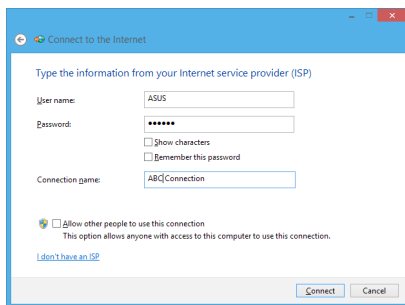 Connect to the Internet
Type the information from your Internet service provider (ISP)
User name: ASUS
Password: ••••••
Show characters
Remember this password
Connection name: ABC Connection
Allow other people to use this connection
This option allows anyone with access to this computer to use this connection.
I don't have an ISP
Connect Cancel